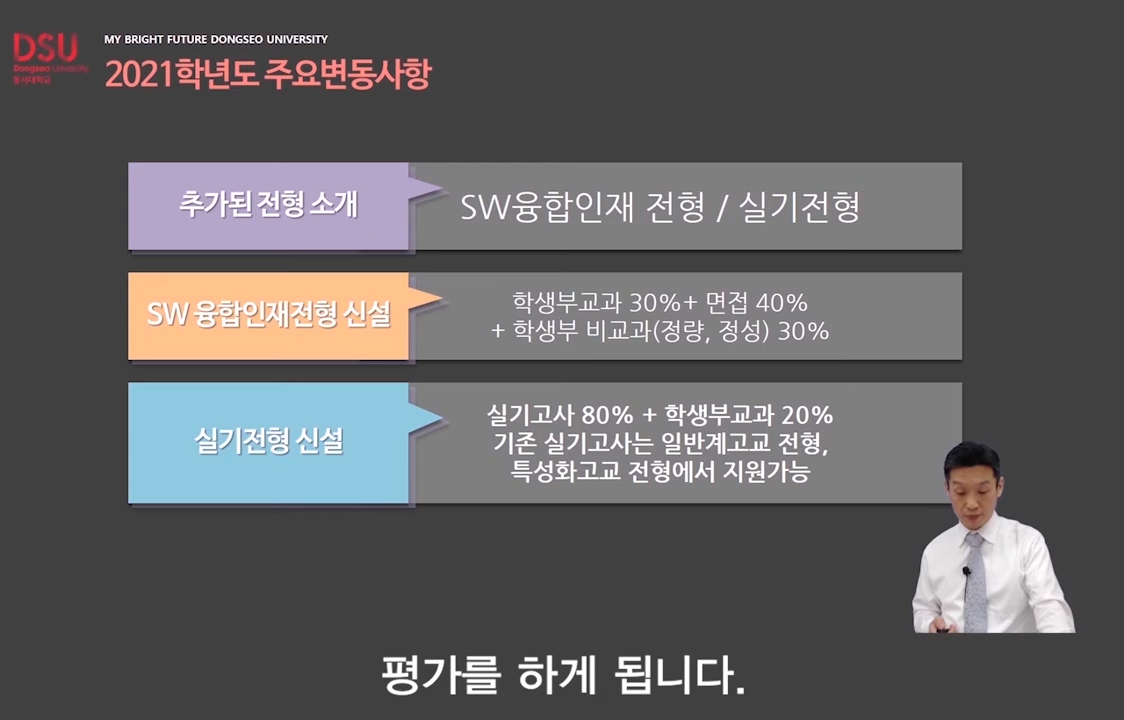 DSU
Dongseo University
동서대학교
MY BRIGHT FUTURE DONGSEO UNIVERSITY
2021학년도 주요변동사항
추가된 전형 소개
SW융합인재 전형 / 실기전형
SW 융합인재전형 신설
학생부교과 30%+ 면접 40%
+ 학생부 비교과(정량, 정성) 30%
실기전형 신설
실기고사 80% + 학생부교과 20%
기존 실기고사는 일반계고교 전형,
특성화고교 전형에서 지원가능
평가를 하게 됩니다.